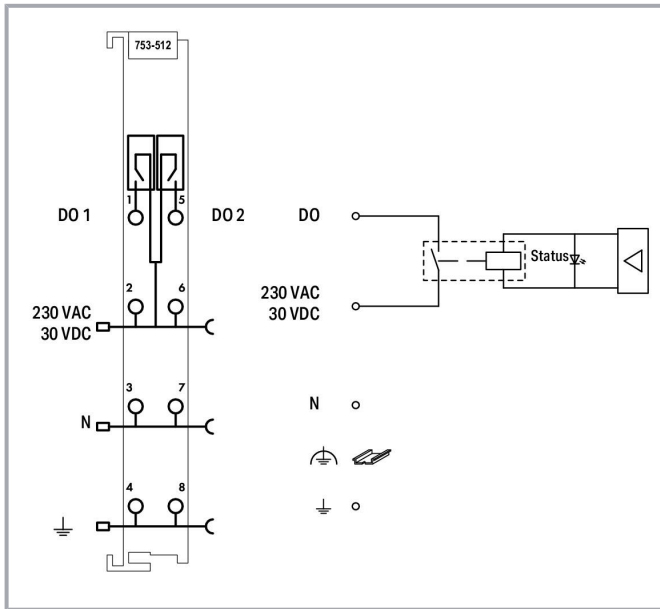 753-512
1 5
DO 1 DO 2 DO
Status
2 6
230 VAC 230 VAC
30 VDC 30 VDC
3 7
N N
4 8